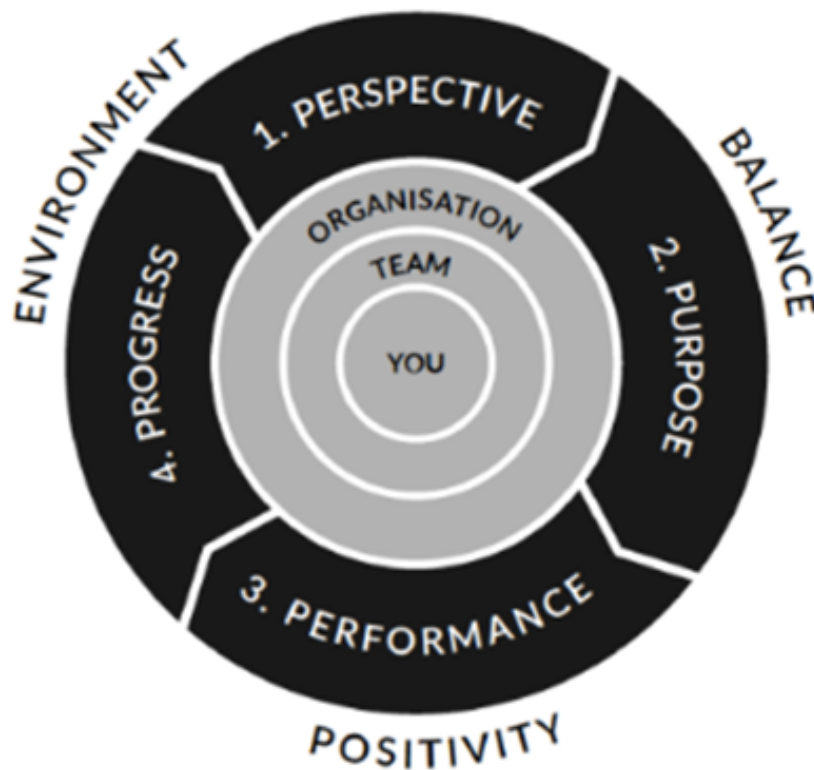 ENVIRONMENT
BALANCE
POSITIVITY
1. PERSPECTIVE
2. PURPOSE
3. PERFORMANCE
4. PROGRESS
ORGANISATION
TEAM
YOU